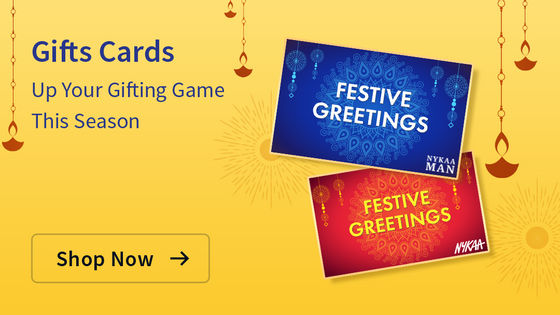 Gifts Cards
Up Your Gifting Game
This Season
Shop Now
FESTIVE
GREETINGS
NYKAA
MAN
FESTIVE
GREETINGS
NYKAA